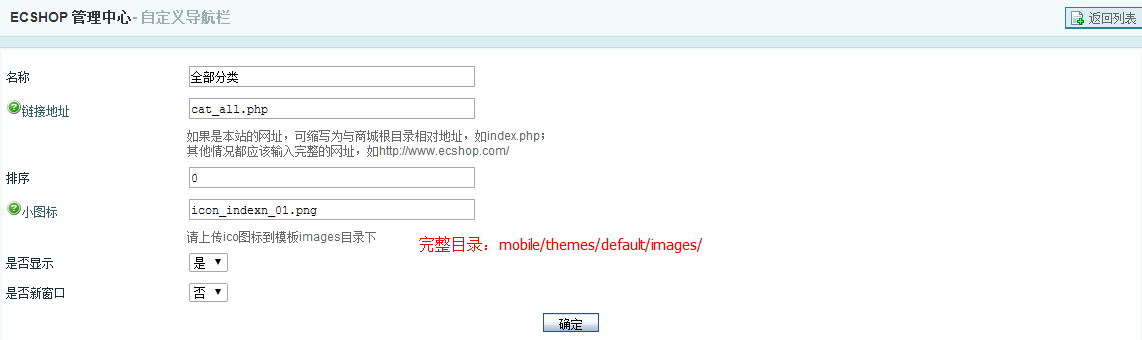 ECSHOP 管理中心- 自定义导航栏
返回列表
名称
全部分类
链接地址
cat_all.php
如果是本站的网址，可缩写为与商城根目录相对地址，如index.php；
其他情况都应该输入完整的网址，如http://www.ecshop.com/
排序
0
小图标
icon_indexn_01.png
请上传ico图标到模板images目录下
完整目录：mobile/themes/default/images/
是否显示
是
是否新窗口
否
确定